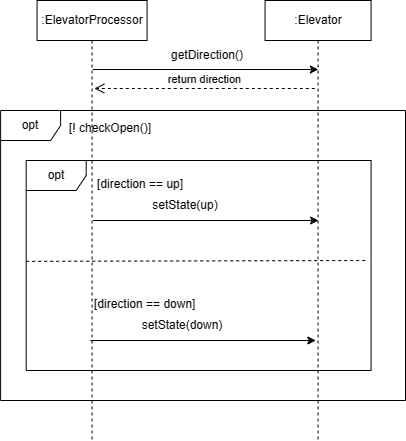 :ElevatorProcessor
:Elevator
getDirection()
return direction
opt
[! checkOpen()]
opt
[direction == up]
setState(up)
[direction == down]
setState(down)